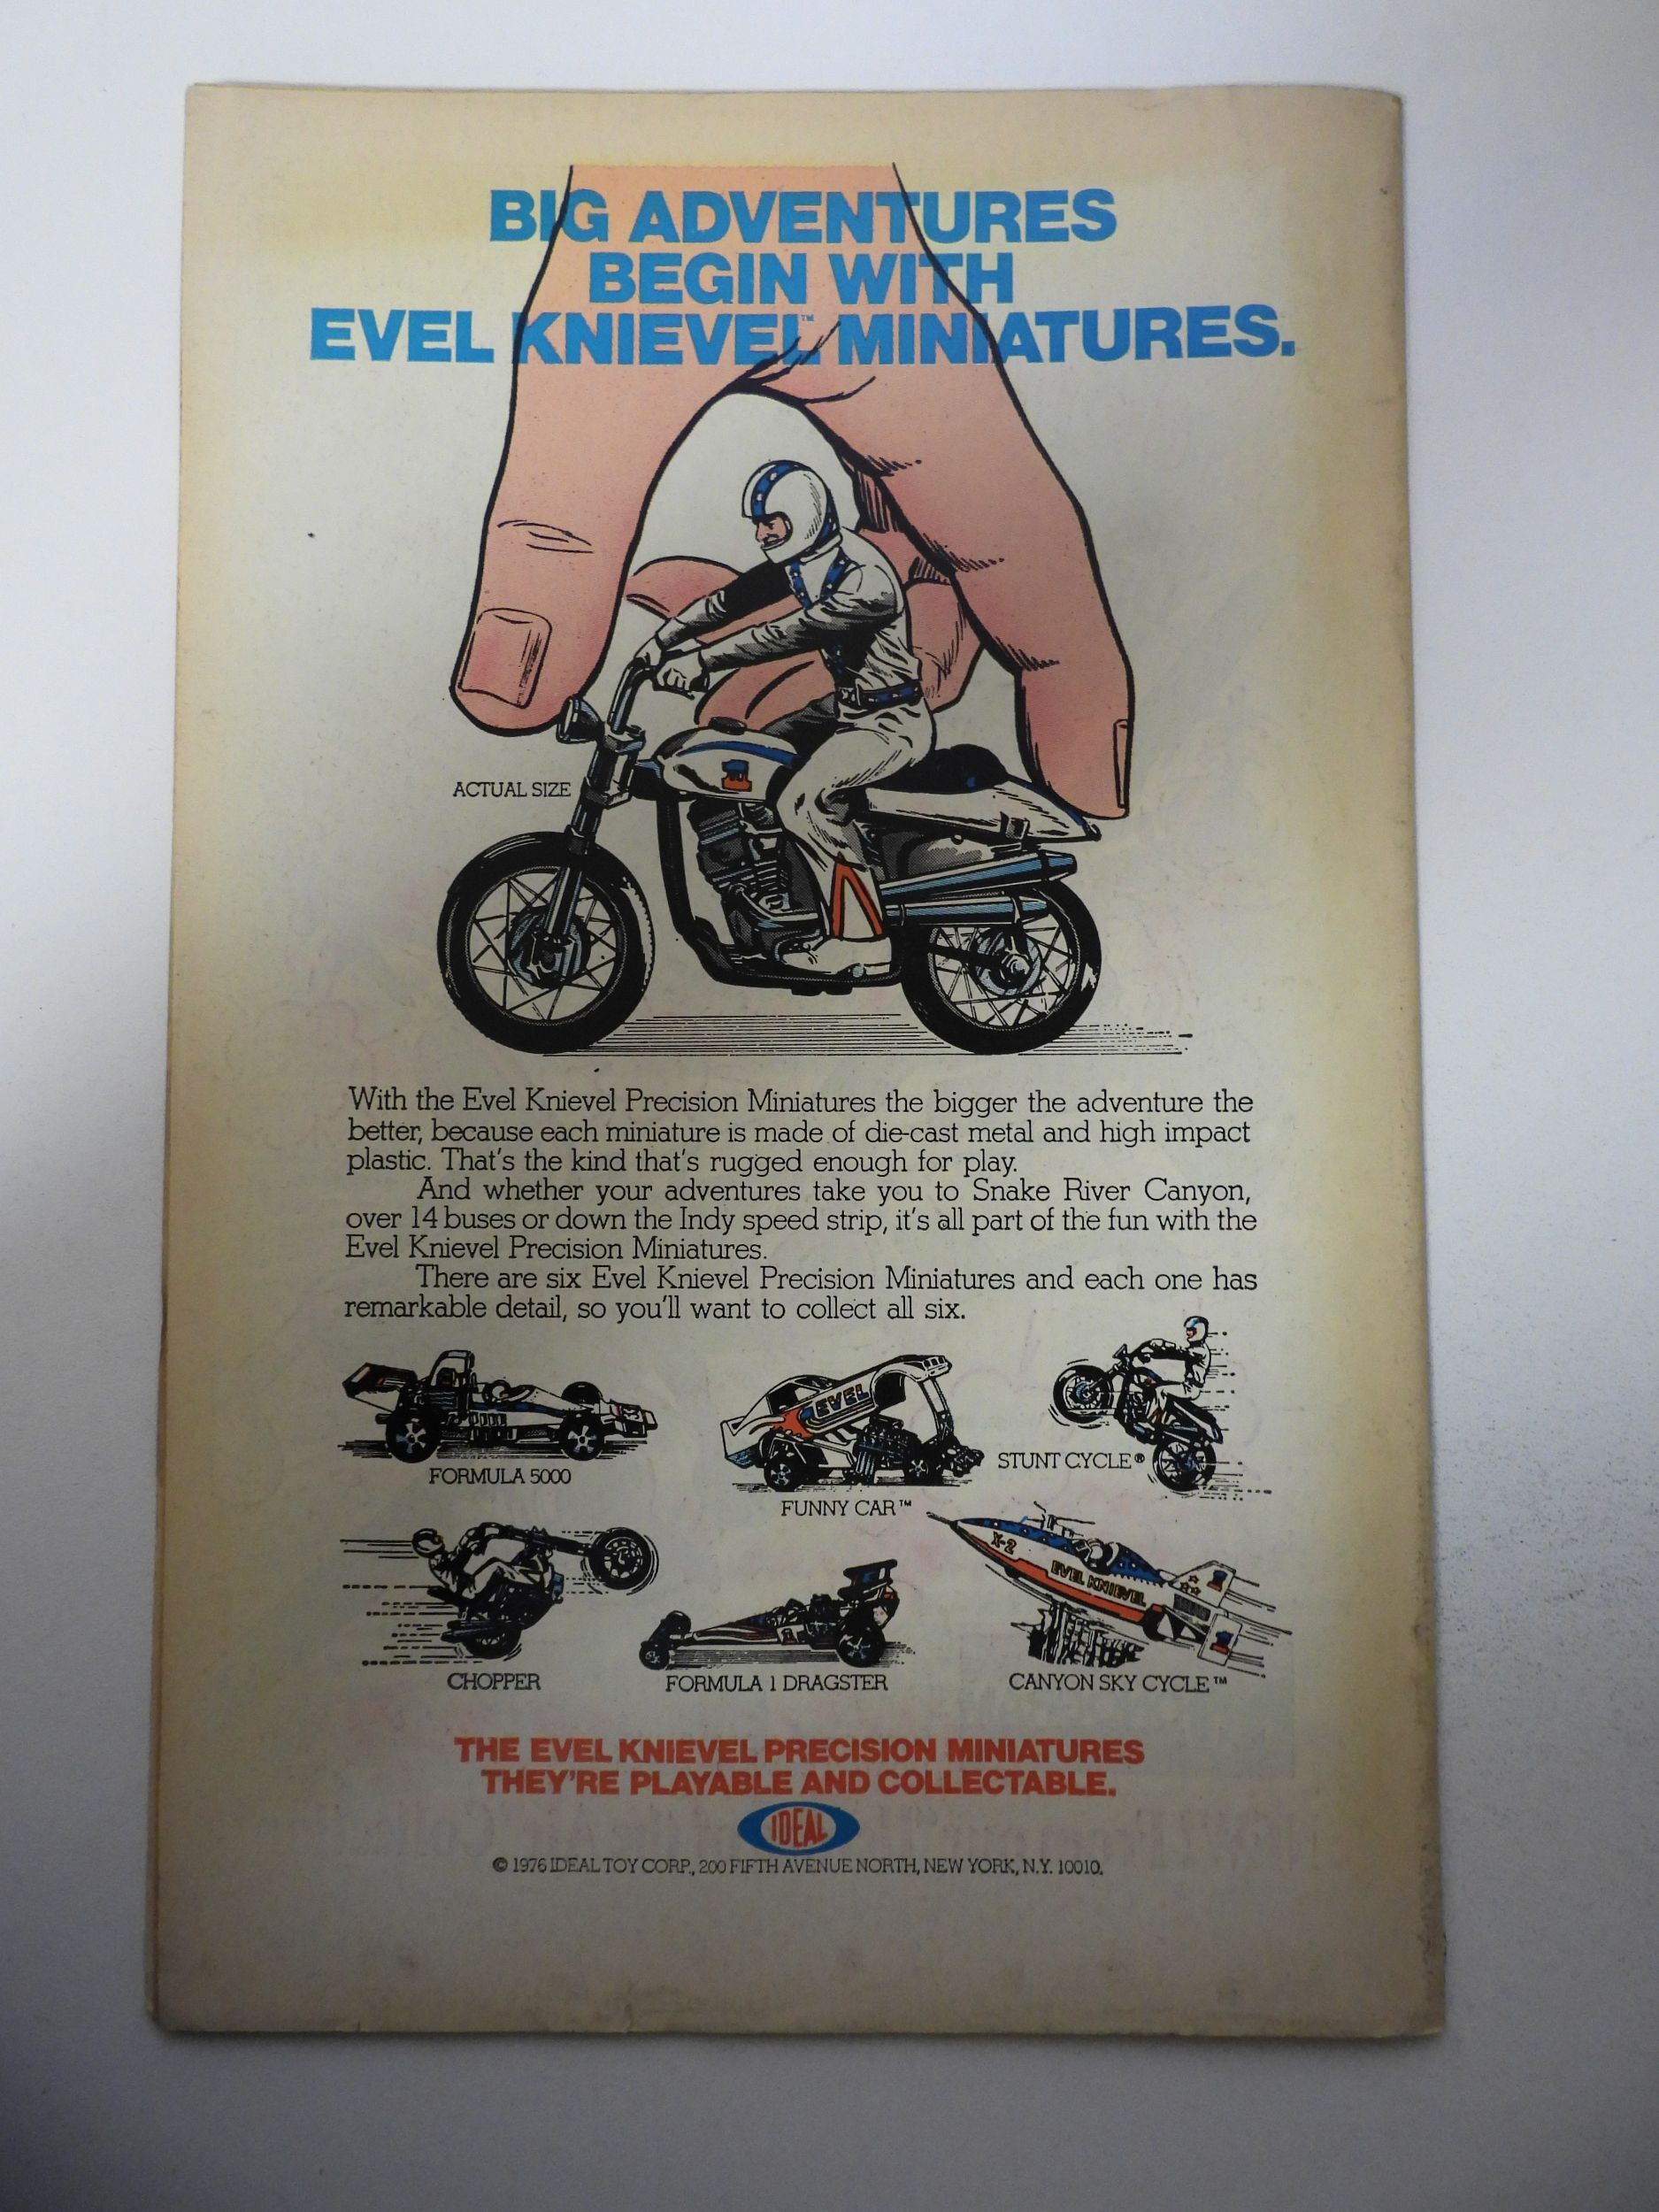 BIG ADVENTURES
BEGIN WITH
EVEL KNIEVEL™ MINIATURES.
ACTUAL SIZE
With the Evel Knievel Precision Miniatures the bigger the adventure the
better, because each miniature is made of die-cast metal and high impact
plastic. That's the kind that's rugged enough for play.
And whether your adventures take you to Snake River Canyon,
over 14 buses or down the Indy speed strip, it's all part of the fun with the
Evel Knievel Precision Miniatures.
There are six Evel Knievel Precision Miniatures and each one has
remarkable detail, so you'll want to collect all six.
EVEL
FORMULA 5000
FUNNY CAR™
STUNT CYCLE®
X-2
EVEL KNIEVEL
CHOPPER
FORMULA 1 DRAGSTER
CANYON SKY CYCLE™
THE EVEL KNIEVEL PRECISION MINIATURES
THEY'RE PLAYABLE AND COLLECTABLE.
IDEAL
© 1976 IDEAL TOY CORP., 200 FIFTH AVENUE NORTH, NEW YORK, N.Y. 10010.